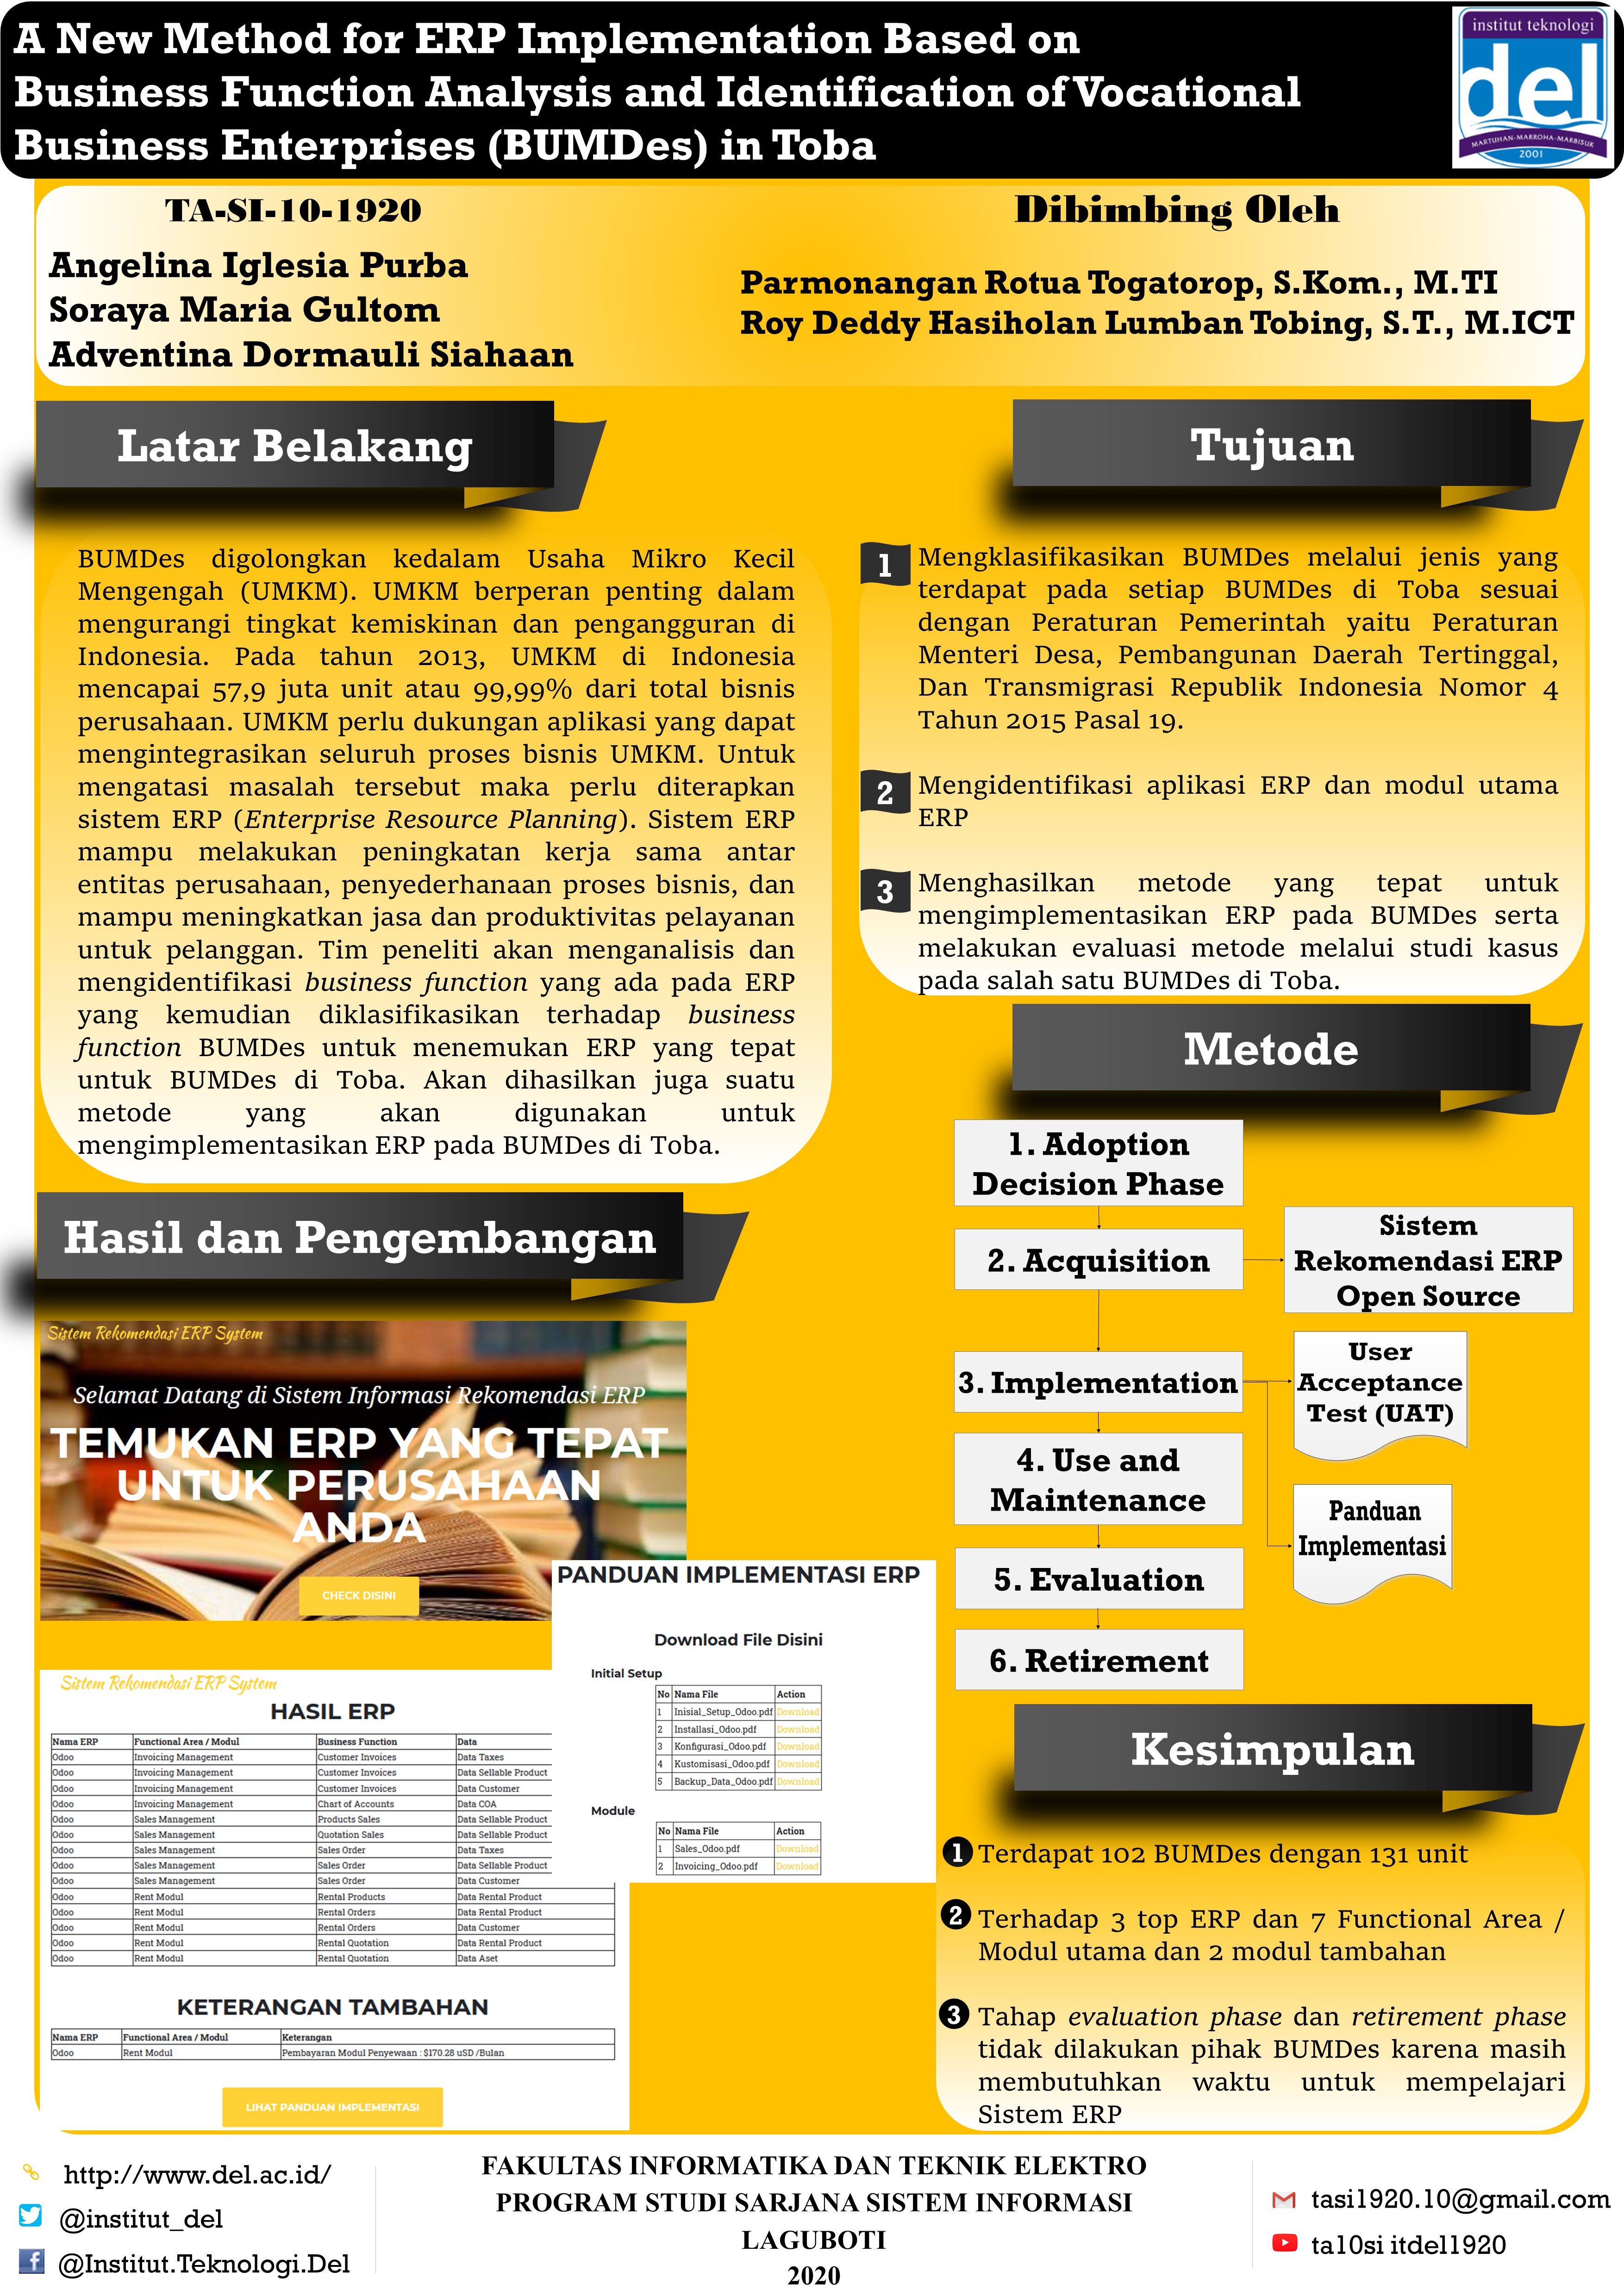 A New Method for ERP Implementation Based on
Business Function Analysis and Identification of Vocational
Business Enterprises (BUMDes) in Toba
institut teknologi
del
MARTUHAN-MARROHA-MARBISUK
2001
TA-SI-10-1920
Angelina Iglesia Purba
Soraya Maria Gultom
Adventina Dormauli Siahaan
Dibimbing Oleh
Parmonangan Rotua Togatorop, S.Kom., M.TI
Roy Deddy Hasiholan Lumban Tobing, S.T., M.ICT
Latar Belakang
BUMDes digolongkan kedalam Usaha Mikro Kecil
Mengengah (UMKM). UMKM berperan penting dalam
mengurangi tingkat kemiskinan dan pengangguran di
Indonesia. Pada tahun 2013, UMKM di Indonesia
mencapai 57,9 juta unit atau 99,99% dari total bisnis
perusahaan. UMKM perlu dukungan aplikasi yang dapat
mengintegrasikan seluruh proses bisnis UMKM. Untuk
mengatasi masalah tersebut maka perlu diterapkan
sistem ERP (Enterprise Resource Planning). Sistem ERP
mampu melakukan peningkatan kerja sama antar
entitas perusahaan, penyederhanaan proses bisnis, dan
mampu meningkatkan jasa dan produktivitas pelayanan
untuk pelanggan. Tim peneliti akan menganalisis dan
mengidentifikasi business function yang ada pada ERP
yang kemudian diklasifikasikan terhadap business
function BUMDes untuk menemukan ERP yang tepat
untuk BUMDes di Toba. Akan dihasilkan juga suatu
metode yang akan digunakan untuk
mengimplementasikan ERP pada BUMDes di Toba.
Tujuan
1 Mengklasifikasikan BUMDes melalui jenis yang
terdapat pada setiap BUMDes di Toba sesuai
dengan Peraturan Pemerintah yaitu Peraturan
Menteri Desa, Pembangunan Daerah Tertinggal,
Dan Transmigrasi Republik Indonesia Nomor 4
Tahun 2015 Pasal 19.
2 Mengidentifikasi aplikasi ERP dan modul utama
ERP
3 Menghasilkan metode yang tepat untuk
mengimplementasikan ERP pada BUMDes serta
melakukan evaluasi metode melalui studi kasus
pada salah satu BUMDes di Toba.
Metode
1. Adoption
Decision Phase
2. Acquisition
Sistem
Rekomendasi ERP
Open Source
3. Implementation
User
Acceptance
Test (UAT)
4. Use and
Maintenance
Panduan
Implementasi
5. Evaluation
6. Retirement
Hasil dan Pengembangan
Sistem Rekomendasi ERP System
Selamat Datang di Sistem Informasi Rekomendasi ERP
TEMUKAN ERP YANG TEPAT
UNTUK PERUSAHAAN
ANDA
CHECK DISINI
PANDUAN IMPLEMENTASI ERP
Download File Disini
Initial Setup
No Nama File Action
1 Inisial_Setup_Odoo.pdf Download
2 Installasi_Odoo.pdf Download
3 Konfigurasi_Odoo.pdf Download
4 Kustomisasi_Odoo.pdf Download
5 Backup_Data_Odoo.pdf Download
Module
No Nama File Action
1 Sales_Odoo.pdf Download
2 Invoicing_Odoo.pdf Download
Sistem Rekomendasi ERP System
HASIL ERP
Nama ERP Functional Area / Modul Business Function Data
Odoo Invoicing Management Customer Invoices Data Taxes
Odoo Invoicing Management Customer Invoices Data Sellable Product
Odoo Invoicing Management Customer Invoices Data Customer
Odoo Invoicing Management Chart of Accounts Data COA
Odoo Sales Management Products Sales Data Sellable Product
Odoo Sales Management Quotation Sales Data Sellable Product
Odoo Sales Management Sales Order Data Taxes
Odoo Sales Management Sales Order Data Sellable Product
Odoo Sales Management Sales Order Data Customer
Odoo Rent Modul Rental Products Data Rental Product
Odoo Rent Modul Rental Orders Data Rental Product
Odoo Rent Modul Rental Orders Data Customer
Odoo Rent Modul Rental Quotation Data Rental Product
Odoo Rent Modul Rental Quotation Data Aset
KETERANGAN TAMBAHAN
Nama ERP Functional Area / Modul Keterangan
Odoo Rent Modul Pembayaran Modul Penyewaan : $170.28 uSD /Bulan
LIHAT PANDUAN IMPLEMENTASI
Kesimpulan
1 Terdapat 102 BUMDes dengan 131 unit
2 Terhadap 3 top ERP dan 7 Functional Area /
Modul utama dan 2 modul tambahan
3 Tahap evaluation phase dan retirement phase
tidak dilakukan pihak BUMDes karena masih
membutuhkan waktu untuk mempelajari
Sistem ERP
http://www.del.ac.id/
@institut_del
@Institut.Teknologi.Del
FAKULTAS INFORMATIKA DAN TEKNIK ELEKTRO
PROGRAM STUDI SARJANA SISTEM INFORMASI
LAGUBOTI
2020
tasi1920.10@gmail.com
ta10si itdel1920